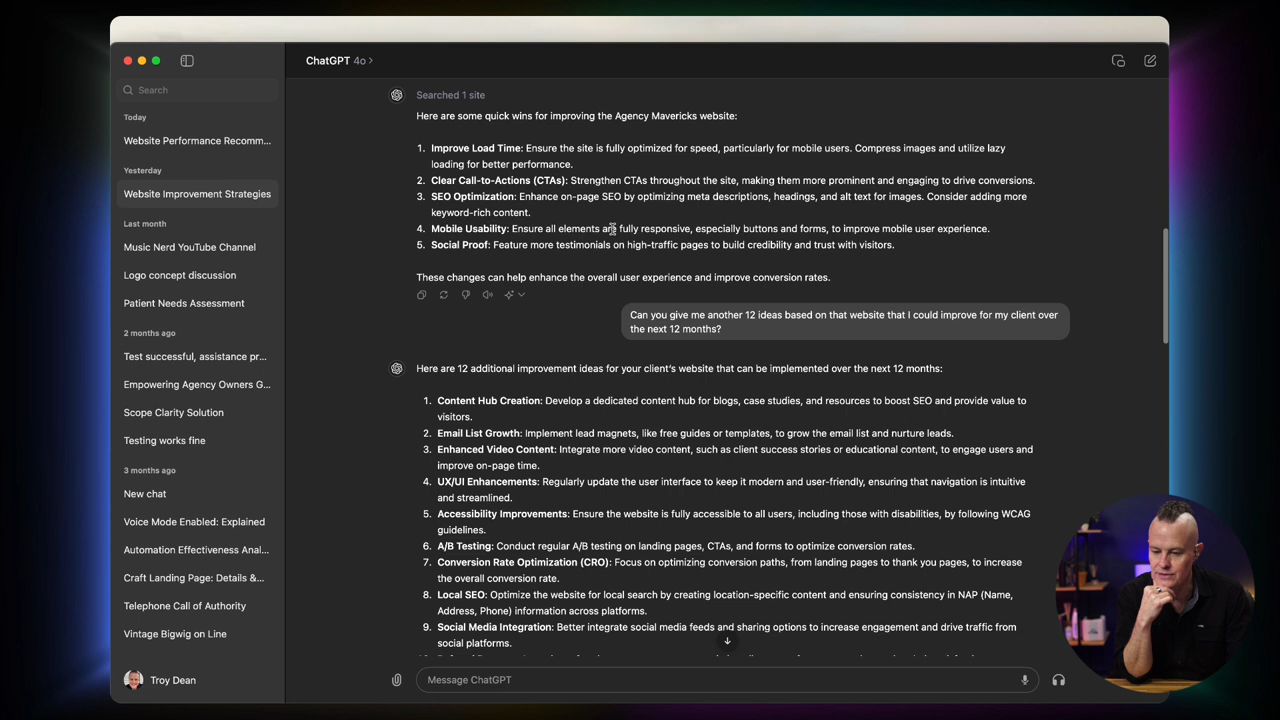 ChatGPT 4o >
Search
Today
Website Performance Recomm...
Yesterday
Website Improvement Strategies
Last month
Music Nerd YouTube Channel
Logo concept discussion
Patient Needs Assessment
2 months ago
Test successful, assistance pr...
Empowering Agency Owners G...
Scope Clarity Solution
Testing works fine
3 months ago
New chat
Voice Mode Enabled: Explained
Automation Effectiveness Anal...
Craft Landing Page: Details &...
Telephone Call of Authority
Vintage Bigwig on Line
Troy Dean
Searched 1 site
Here are some quick wins for improving the Agency Mavericks website:
1. Improve Load Time: Ensure the site is fully optimized for speed, particularly for mobile users. Compress images and utilize lazy
loading for better performance.
2. Clear Call-to-Actions (CTAs): Strengthen CTAs throughout the site, making them more prominent and engaging to drive conversions.
3. SEO Optimization: Enhance on-page SEO by optimizing meta descriptions, headings, and alt text for images. Consider adding more
keyword-rich content.
4. Mobile Usability: Ensure all elements are fully responsive, especially buttons and forms, to improve mobile user experience.
5. Social Proof: Feature more testimonials on high-traffic pages to build credibility and trust with visitors.
These changes can help enhance the overall user experience and improve conversion rates.
Can you give me another 12 ideas based on that website that I could improve for my client over
the next 12 months?
Here are 12 additional improvement ideas for your client's website that can be implemented over the next 12 months:
1. Content Hub Creation: Develop a dedicated content hub for blogs, case studies, and resources to boost SEO and provide value to
visitors.
2. Email List Growth: Implement lead magnets, like free guides or templates, to grow the email list and nurture leads.
3. Enhanced Video Content: Integrate more video content, such as client success stories or educational content, to engage users and
improve on-page time.
4. UX/UI Enhancements: Regularly update the user interface to keep it modern and user-friendly, ensuring that navigation is intuitive
and streamlined.
5. Accessibility Improvements: Ensure the website is fully accessible to all users, including those with disabilities, by following WCAG
guidelines.
6. A/B Testing: Conduct regular A/B testing on landing pages, CTAs, and forms to optimize conversion rates.
7. Conversion Rate Optimization (CRO): Focus on optimizing conversion paths, from landing pages to thank you pages, to increase
the overall conversion rate.
8. Local SEO: Optimize the website for local search by creating location-specific content and ensuring consistency in NAP (Name,
Address, Phone) information across platforms.
9. Social Media Integration: Better integrate social media feeds and sharing options to increase engagement and drive traffic from
social platforms.
Message ChatGPT